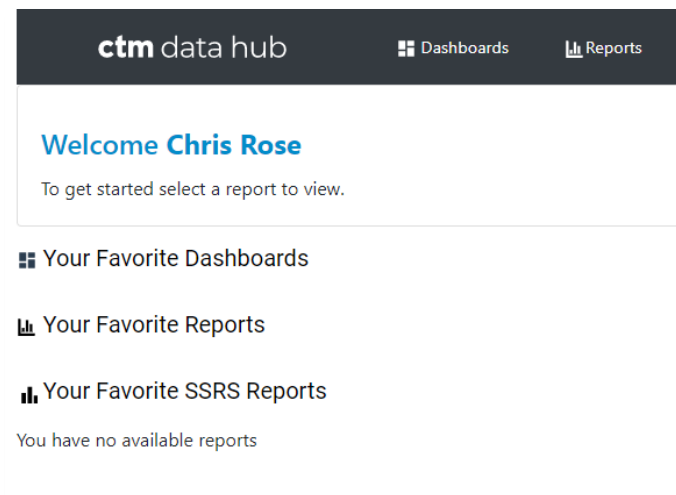 ctm data hub Dashboards Reports
Welcome Chris Rose
To get started select a report to view.
Your Favorite Dashboards
Your Favorite Reports
Your Favorite SSRS Reports
You have no available reports